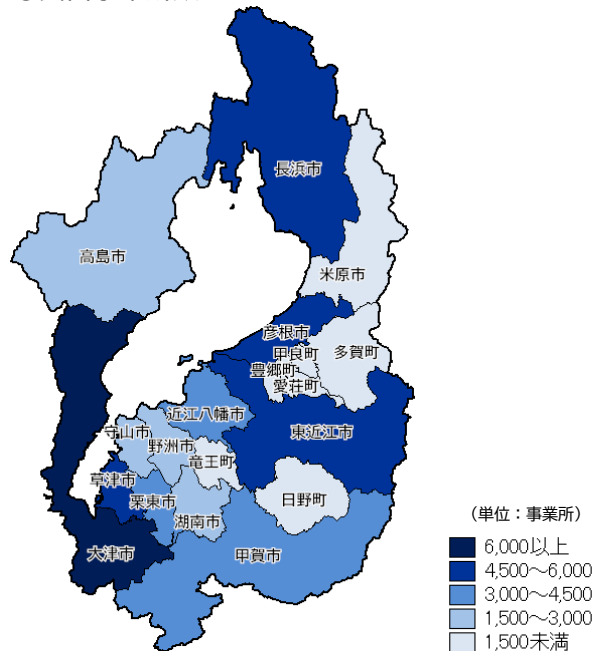 長浜市
高島市
米原市
彦根市
甲良町
多賀町
豊郷町
愛荘町
近江八幡市
守山市
野洲市
東近江市
竜王町
草津市
栗東市
日野町
湖南市
大津市
甲賀市
(単位：事業所)
6,000以上
4,500～6,000
3,000～4,500
1,500～3,000
1,500未満